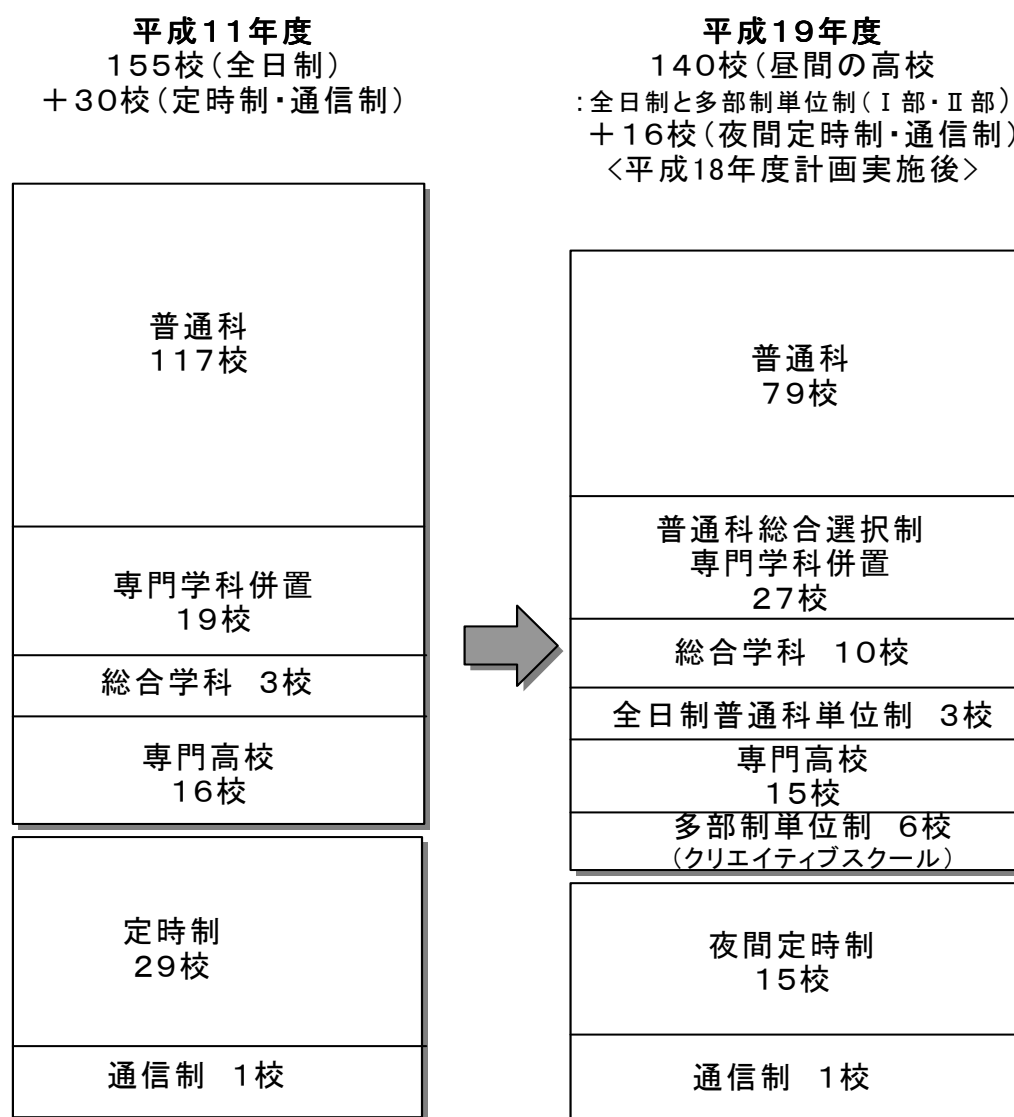 平成11年度
155校(全日制)
+30校(定時制・通信制)
普通科
117校
専門学科併置
19校
総合学科 3校
専門高校
16校
定時制
29校
通信制 1校
平成19年度
140校(昼間の高校
:全日制と多部制単位制(Ⅰ部・Ⅱ部)
+16校(夜間定時制・通信制)
<平成18年度計画実施後>
普通科
79校
普通科総合選択制
専門学科併置
27校
総合学科 10校
全日制普通科単位制 3校
専門高校
15校
多部制単位制 6校
(クリエイティブスクール)
夜間定時制
15校
通信制 1校